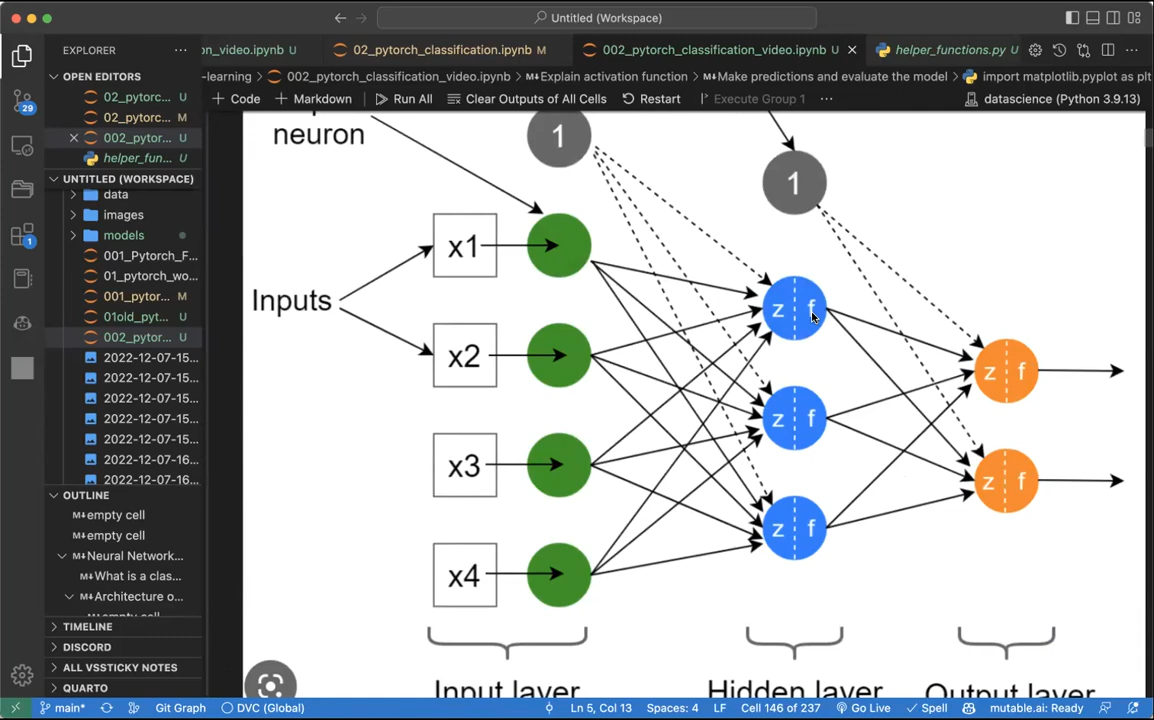 Untitled (Workspace)
EXPLORER
on_video.ipynb U
02_pytorch_classification.ipynb M
002_pytorch_classification_video.ipynb U
helper_functions.py U
-learning > 002_pytorch_classification_video.ipynb > M↓Explain activation function > M↓Make predictions and evaluate the model > import matplotlib.pyplot as plt
+ Code + Markdown Run All Clear Outputs of All Cells Restart Execute Group 1 ... datascience (Python 3.9.13)
OPEN EDITORS
02_pytorc... U
02_pytorc... M
002_pytor... U
helper_fun... U
UNTITLED (WORKSPACE)
data
images
models
001_Pytorch_F...
01_pytorch_wo...
001_pytor... M
01old_pyt... U
002_pytor... U
2022-12-07-15...
2022-12-07-15...
2022-12-07-15...
2022-12-07-15...
2022-12-07-15...
2022-12-07-16...
2022-12-07-16...
OUTLINE
M↓empty cell
M↓empty cell
M↓Neural Network...
M↓What is a clas...
M↓Architecture o...
M↓empty cell
TIMELINE
DISCORD
ALL VSSTICKY NOTES
QUARTO
29
1
neuron
1
1
Inputs
x1
x2
x3
x4
z f
z f
z f
z f
z f
Input layer
Hidden layer
Output layer
main* Git Graph DVC (Global) Ln 5, Col 13 Spaces: 4 LF Cell 146 of 237 Go Live Spell mutable.ai: Ready